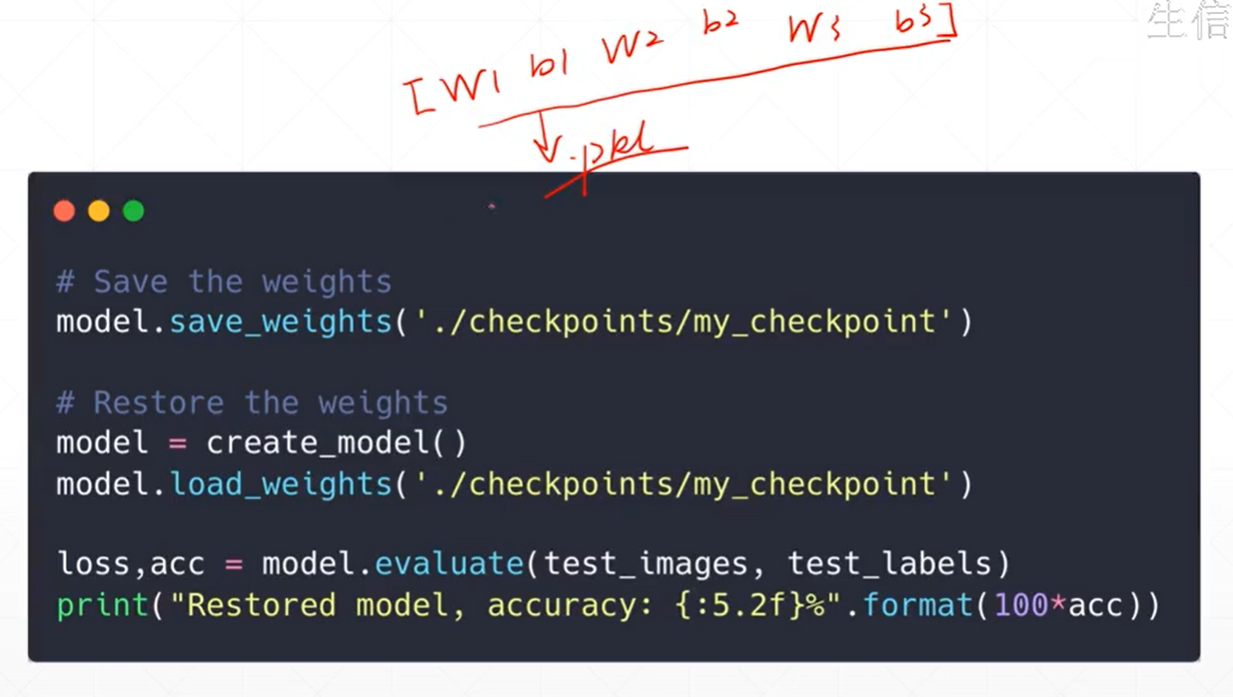 生信
[W1 b1 W2 b2 W3 b3]
.pkl
# Save the weights
model.save_weights('./checkpoints/my_checkpoint')
# Restore the weights
model = create_model()
model.load_weights('./checkpoints/my_checkpoint')
loss,acc = model.evaluate(test_images, test_labels)
print("Restored model, accuracy: {:5.2f}%".format(100*acc))